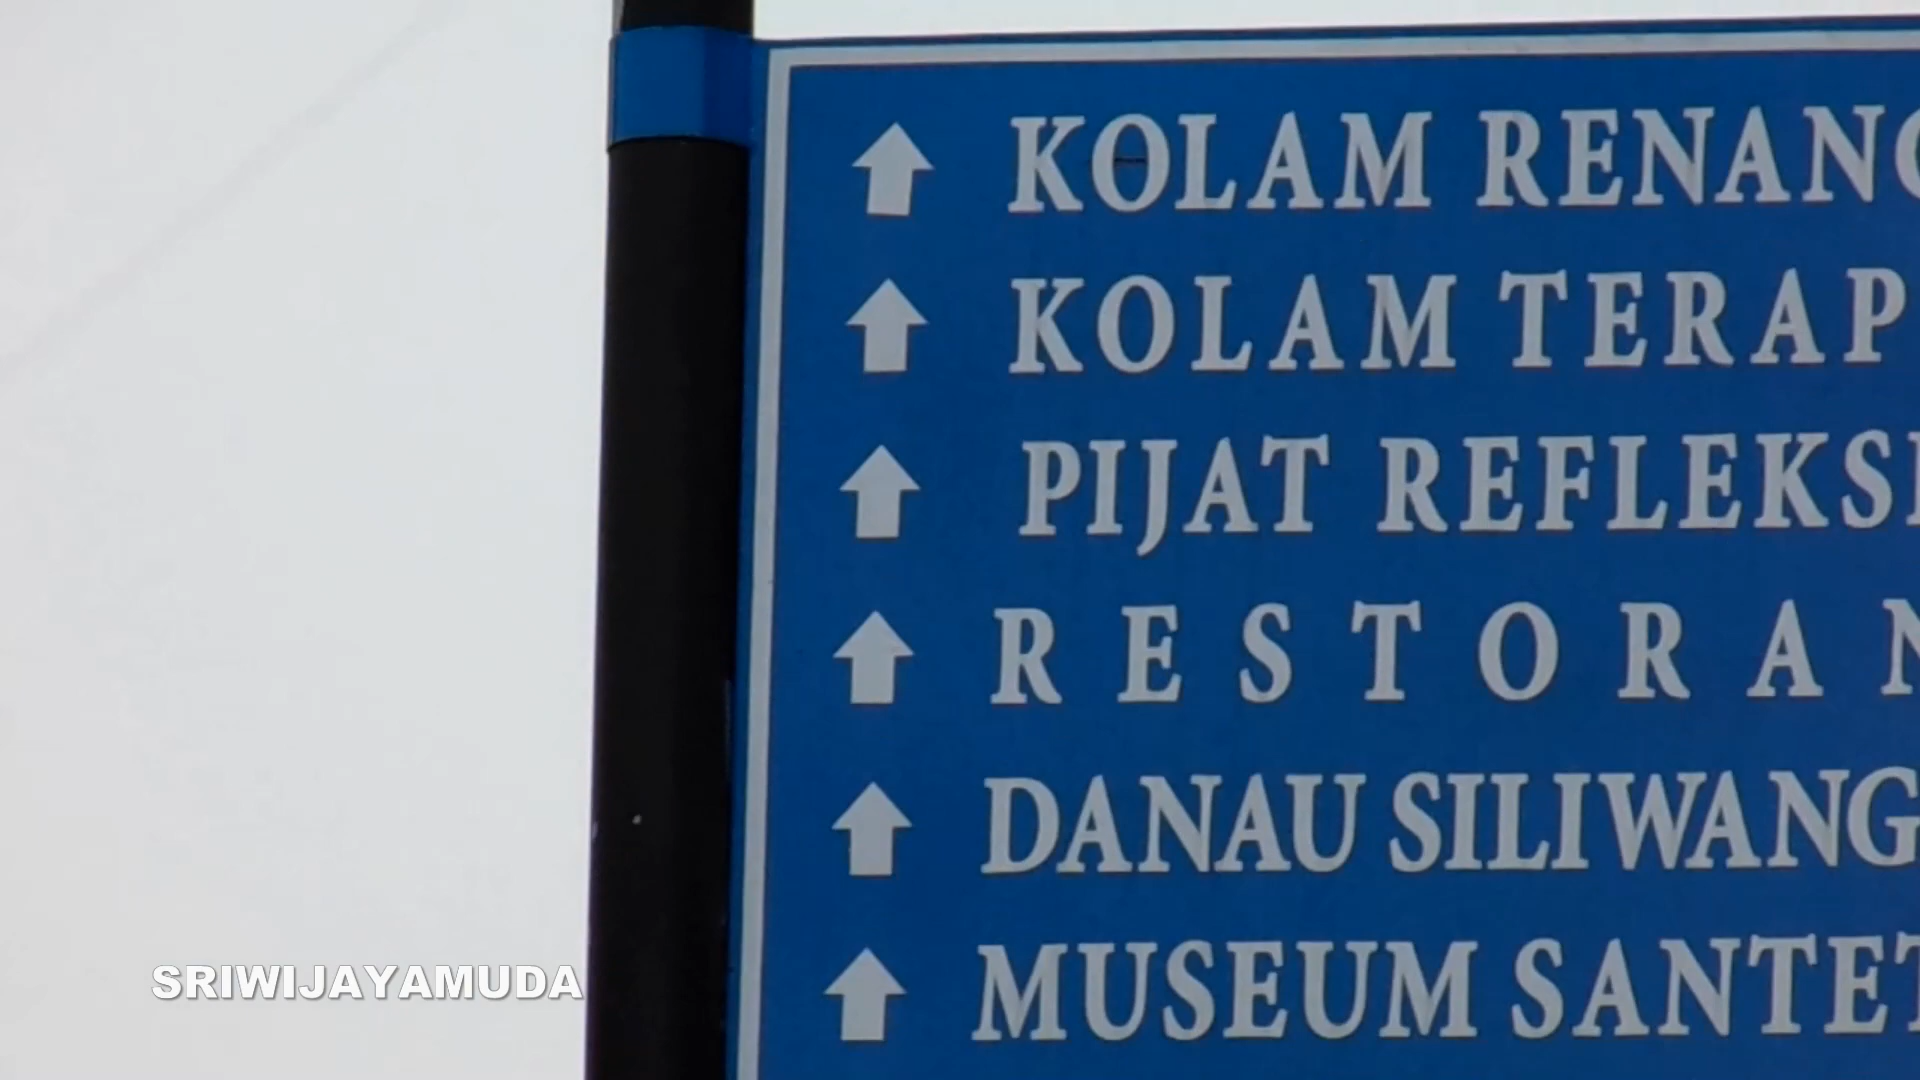 KOLAM RENANG
KOLAM TERAP
PIJAT REFLEKSI
RESTORAN
DANAU SILIWANG
MUSEUM SANTET
SRIWIJAYAMUDA